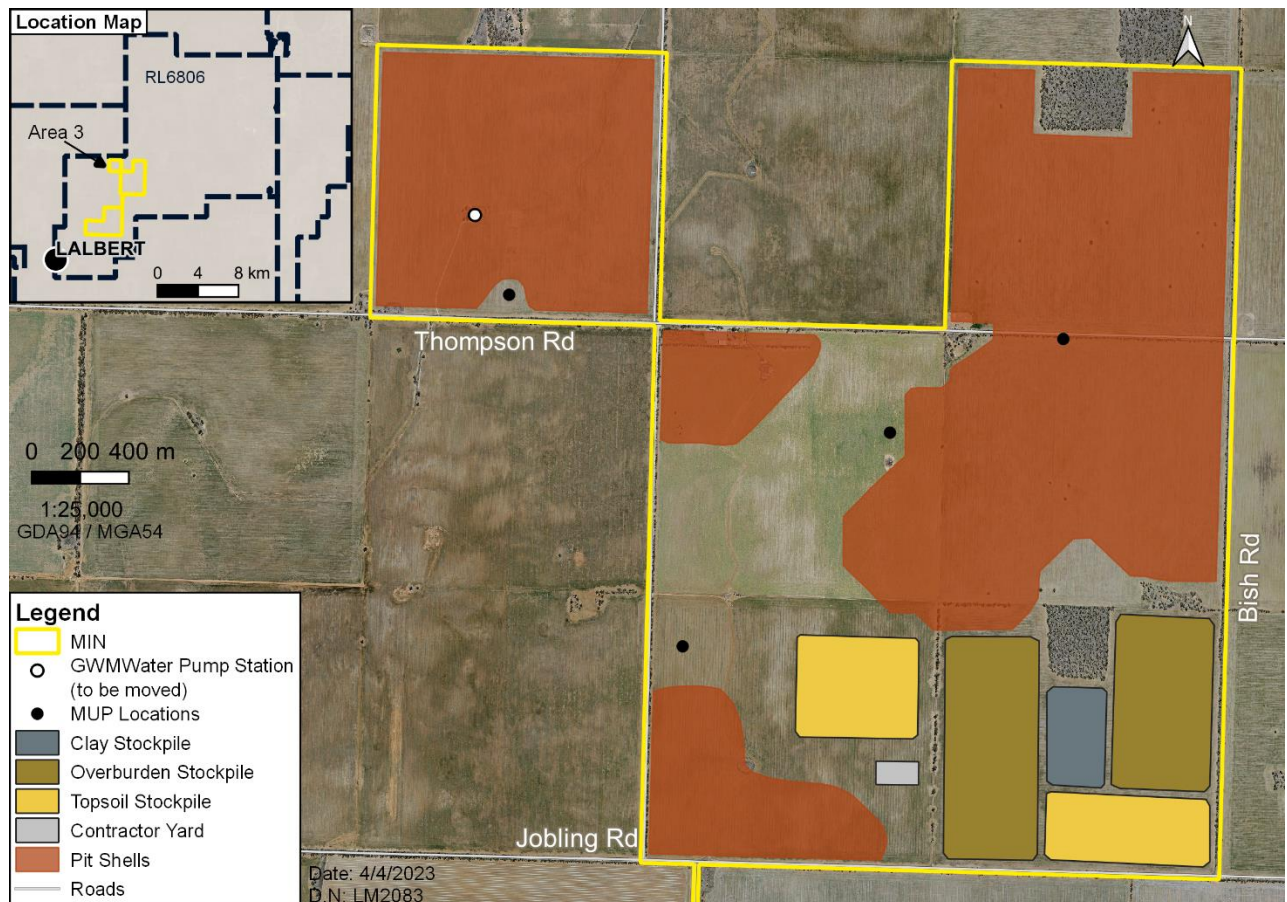 Location Map
RL6806
Area 3
LALBERT
0 4 8 km
N
Thompson Rd
0 200 400 m
1:25,000
GDA94 / MGA54
Bish Rd
Legend
MIN
GWMWater Pump Station
(to be moved)
MUP Locations
Clay Stockpile
Overburden Stockpile
Topsoil Stockpile
Contractor Yard
Pit Shells
Roads
Jobling Rd
Date: 4/4/2023
D.N: LM2083